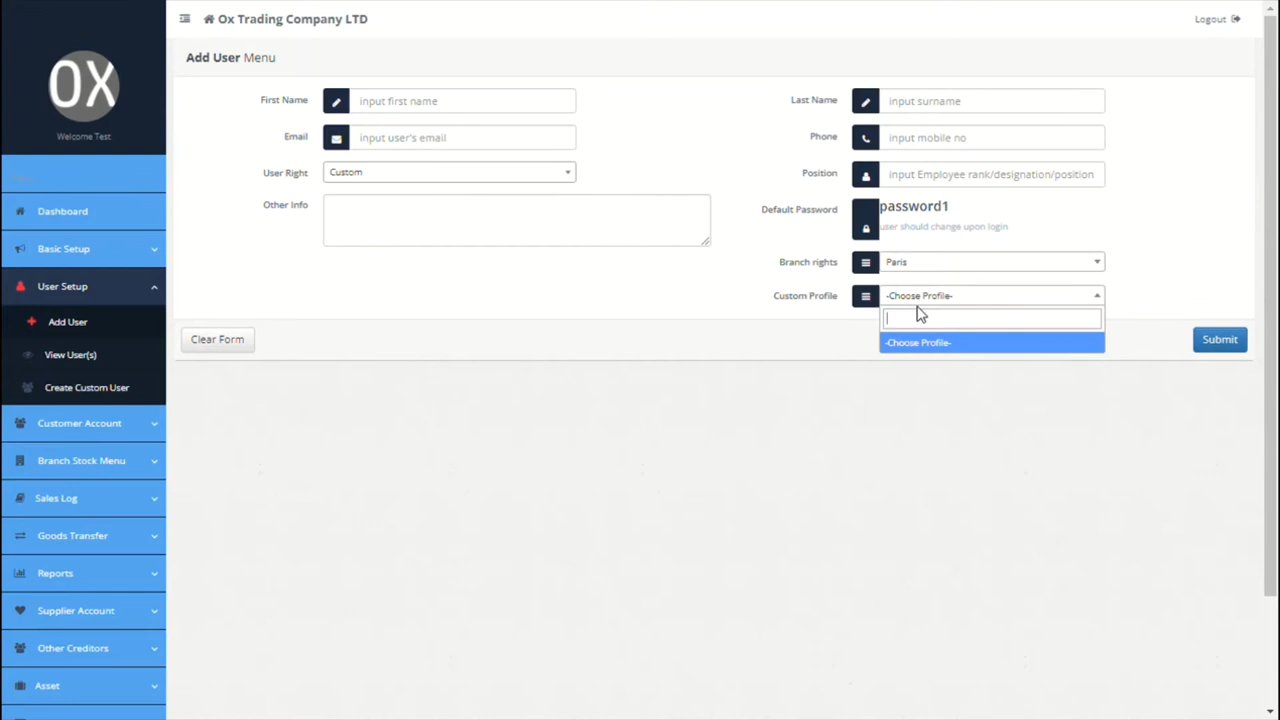 Ox Trading Company LTD
Logout
OX
Welcome Test
Dashboard
Basic Setup
User Setup
Add User
View User(s)
Create Custom User
Customer Account
Branch Stock Menu
Sales Log
Goods Transfer
Reports
Supplier Account
Other Creditors
Asset
Add User Menu
First Name
input first name
Last Name
input surname
Email
input user's email
Phone
input mobile no
User Right
Custom
Position
input Employee rank/designation/position
Other Info
Default Password
password1
user should change upon login
Branch rights
Paris
Custom Profile
-Choose Profile-
-Choose Profile-
Clear Form
Submit